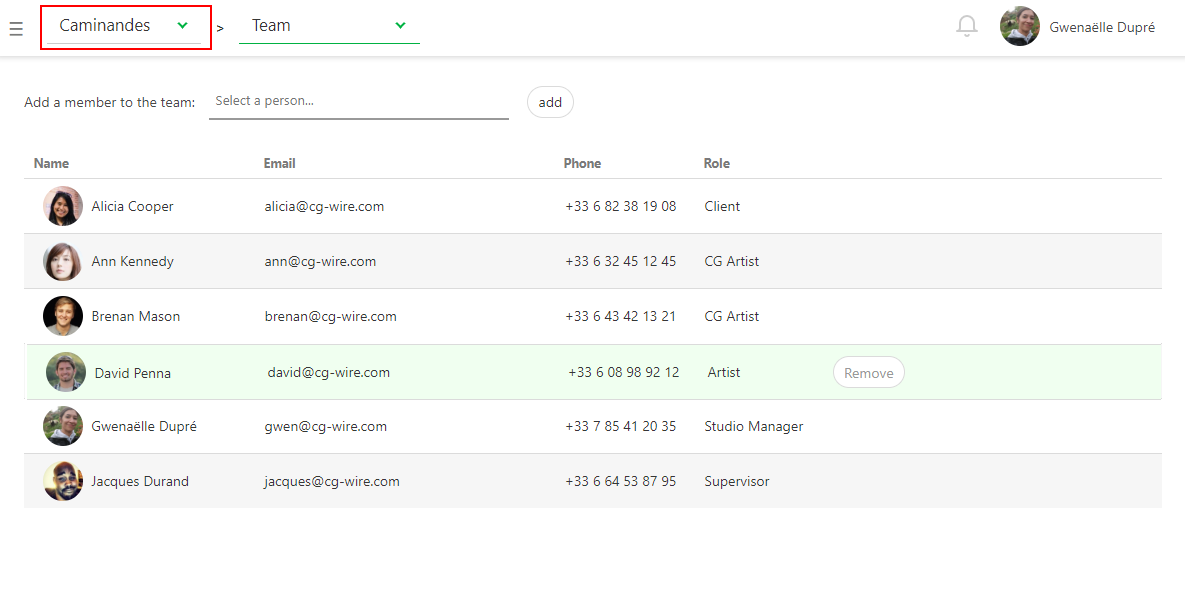 Caminandes > Team Gwenaëlle Dupré
Add a member to the team: Select a person... add
Name Email Phone Role
Alicia Cooper alicia@cg-wire.com +33 6 82 38 19 08 Client
Ann Kennedy ann@cg-wire.com +33 6 32 45 12 45 CG Artist
Brenan Mason brenan@cg-wire.com +33 6 43 42 13 21 CG Artist
David Penna david@cg-wire.com +33 6 08 98 92 12 Artist Remove
Gwenaëlle Dupré gwen@cg-wire.com +33 7 85 41 20 35 Studio Manager
Jacques Durand jacques@cg-wire.com +33 6 64 53 87 95 Supervisor